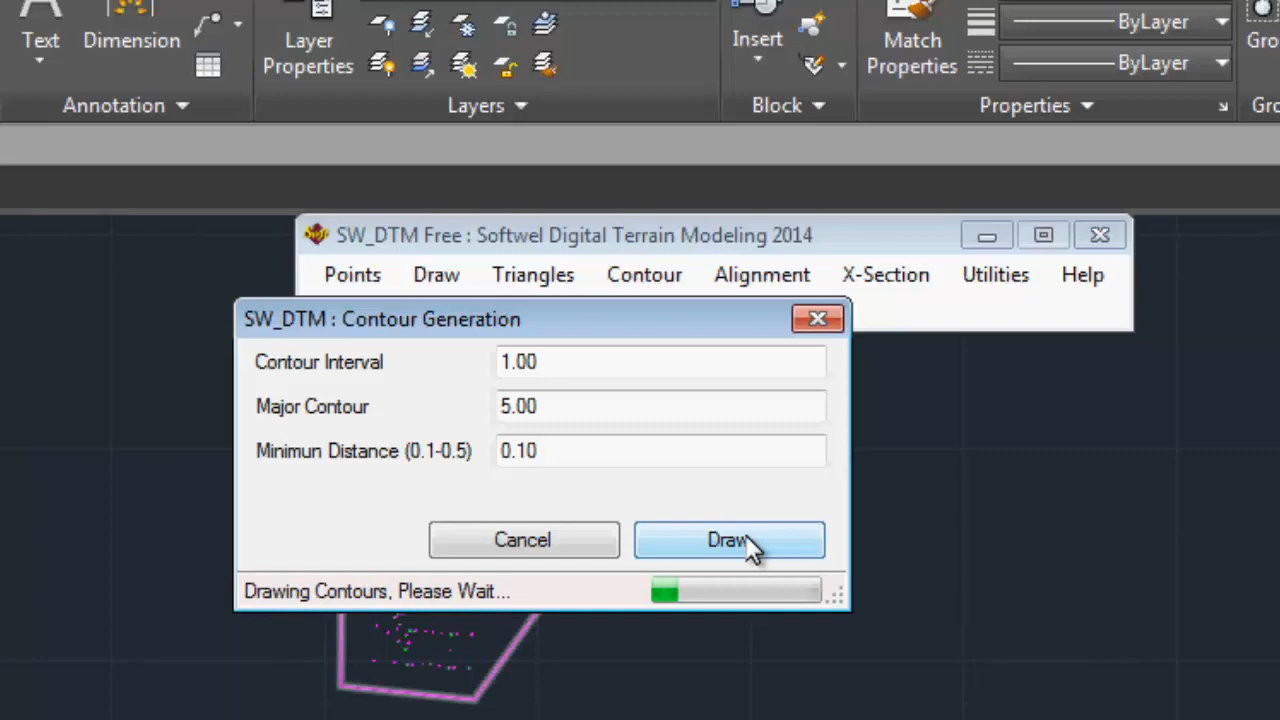 Text
Dimension
Layer
Properties
Insert
Match
Properties
ByLayer
ByLayer
Gro
Annotation
Layers
Block
Properties
Gro
SW_DTM Free : Softwel Digital Terrain Modeling 2014
Points Draw Triangles Contour Alignment X-Section Utilities Help
SW_DTM : Contour Generation
Contour Interval 1.00
Major Contour 5.00
Minimun Distance (0.1-0.5) 0.10
Cancel Draw
Drawing Contours, Please Wait...